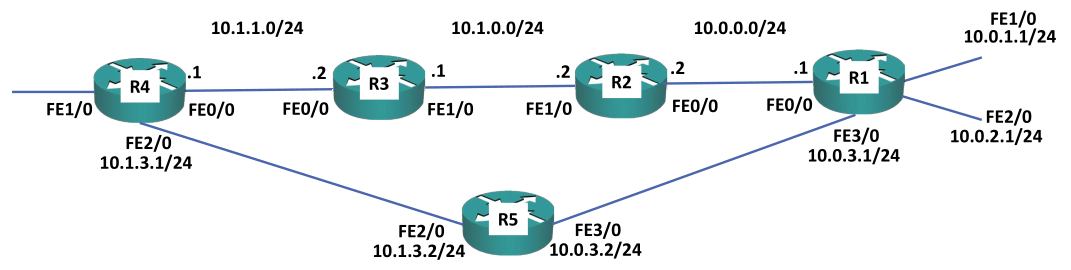 10.1.1.0/24
10.1.0.0/24
10.0.0.0/24
FE1/0
10.0.1.1/24
R4
.1
.2
R3
.1
.2
R2
.2
.1
R1
FE1/0
FE0/0
FE0/0
FE1/0
FE1/0
FE0/0
FE0/0
FE2/0
10.0.2.1/24
FE2/0
10.1.3.1/24
FE3/0
10.0.3.1/24
R5
FE2/0
10.1.3.2/24
FE3/0
10.0.3.2/24